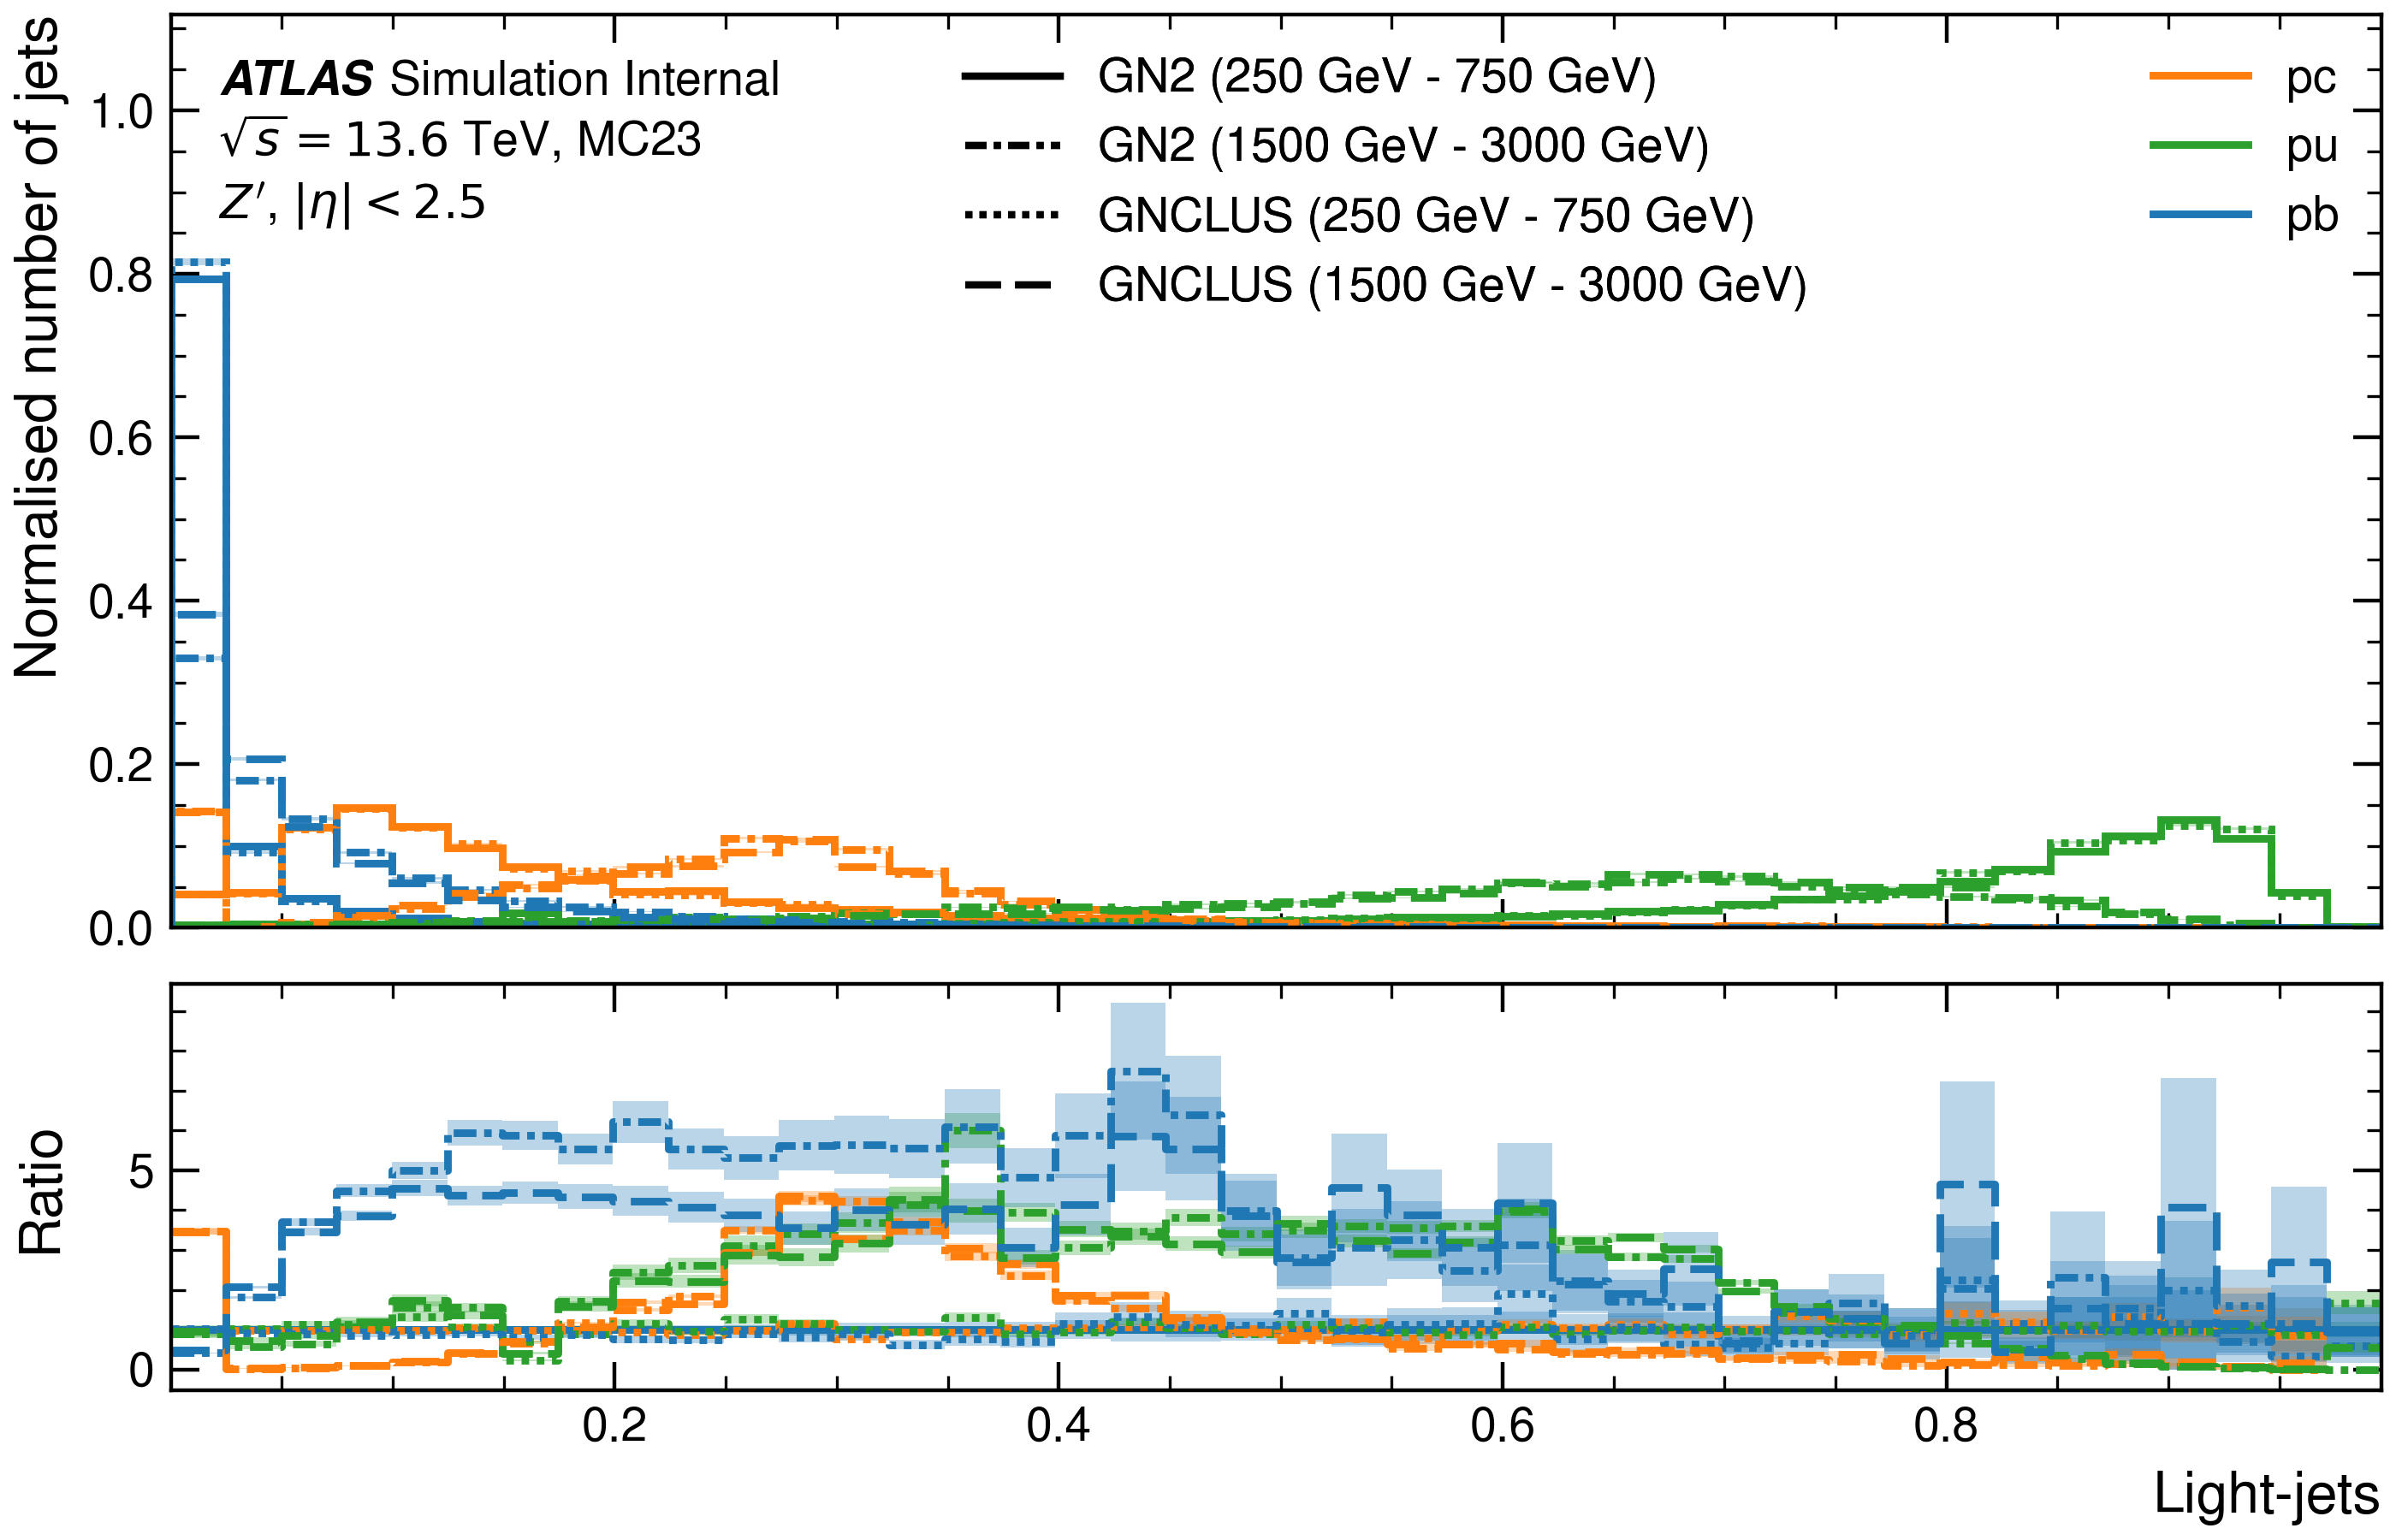 Normalised number of jets
ATLAS Simulation Internal
√s = 13.6 TeV, MC23
Z′, |η| < 2.5
GN2 (250 GeV - 750 GeV)
GN2 (1500 GeV - 3000 GeV)
GNCLUS (250 GeV - 750 GeV)
GNCLUS (1500 GeV - 3000 GeV)
pc
pu
pb
1.0
0.8
0.6
0.4
0.2
0.0
Ratio
5
0
0.2 0.4 0.6 0.8
Light-jets